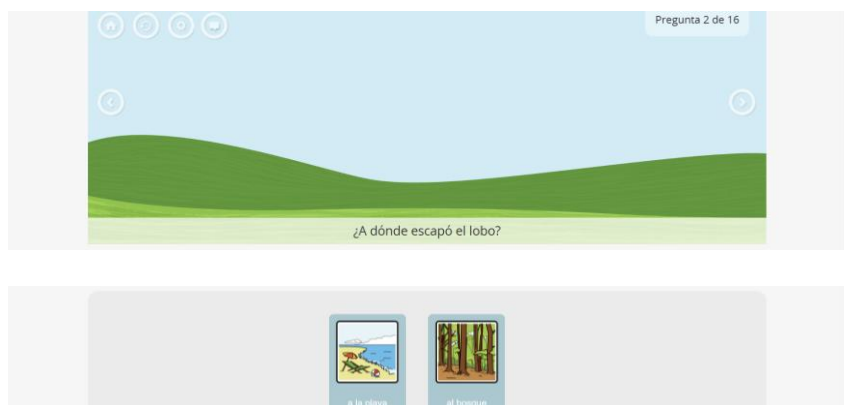 Pregunta 2 de 16
¿A dónde escapó el lobo?
a la playa
al bosque